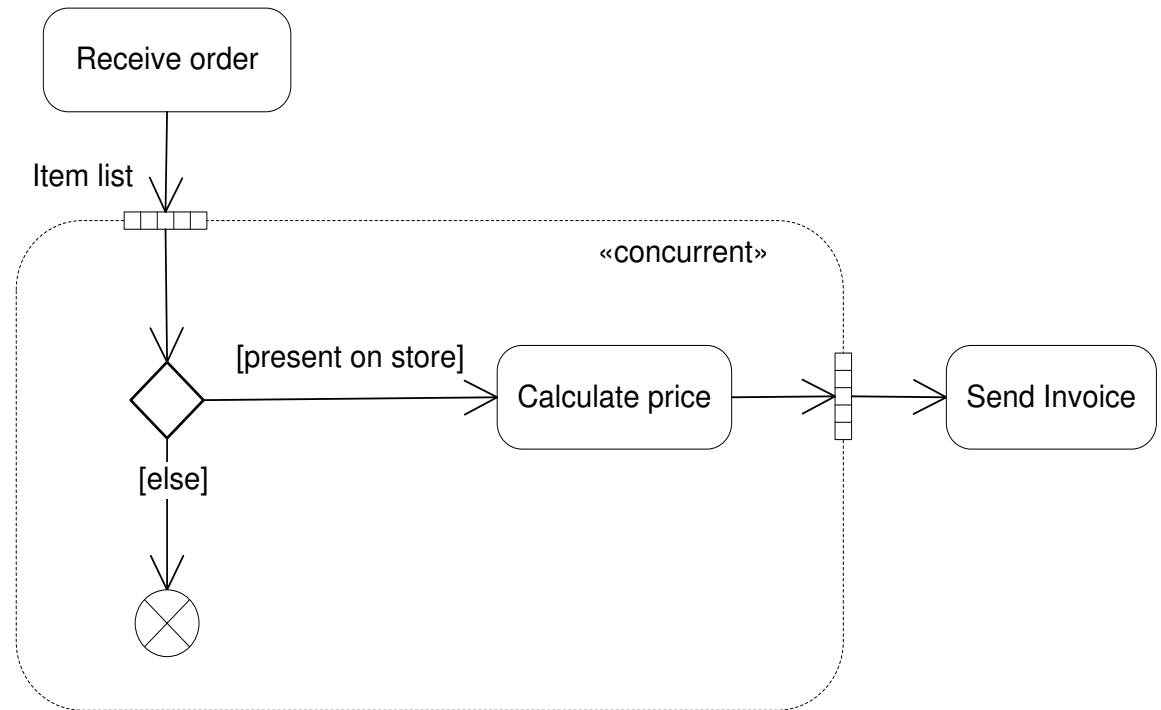 Receive order
Item list
«concurrent»
[present on store]
Calculate price
Send Invoice
[else]